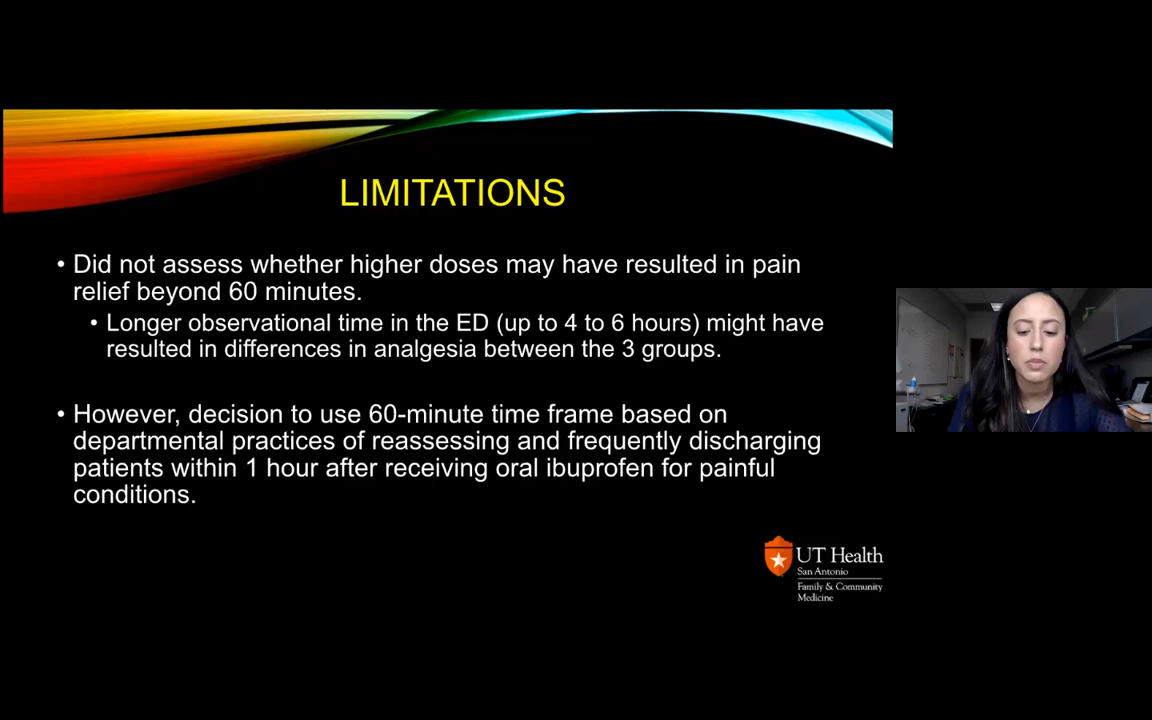 LIMITATIONS
• Did not assess whether higher doses may have resulted in pain
relief beyond 60 minutes.
• Longer observational time in the ED (up to 4 to 6 hours) might have
resulted in differences in analgesia between the 3 groups.
• However, decision to use 60-minute time frame based on
departmental practices of reassessing and frequently discharging
patients within 1 hour after receiving oral ibuprofen for painful
conditions.
UT Health
San Antonio
Family & Community
Medicine